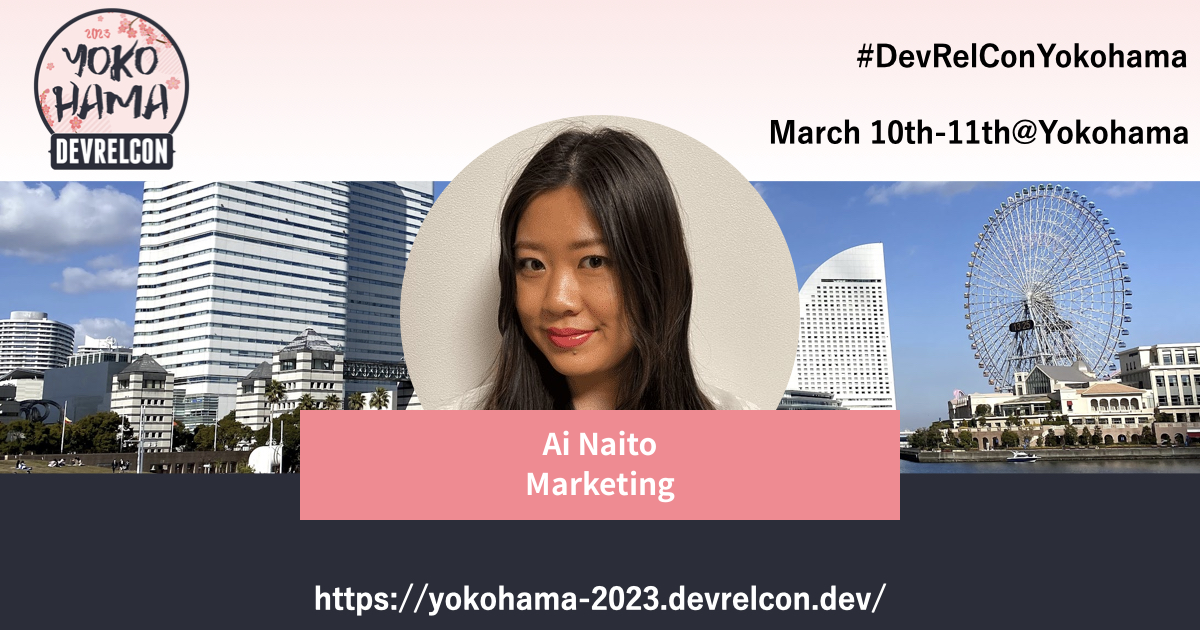 2023
YOKO
HAMA
DEVRELCON
#DevRelConYokohama
March 10th-11th@Yokohama
Ai Naito
Marketing
https://yokohama-2023.devrelcon.dev/